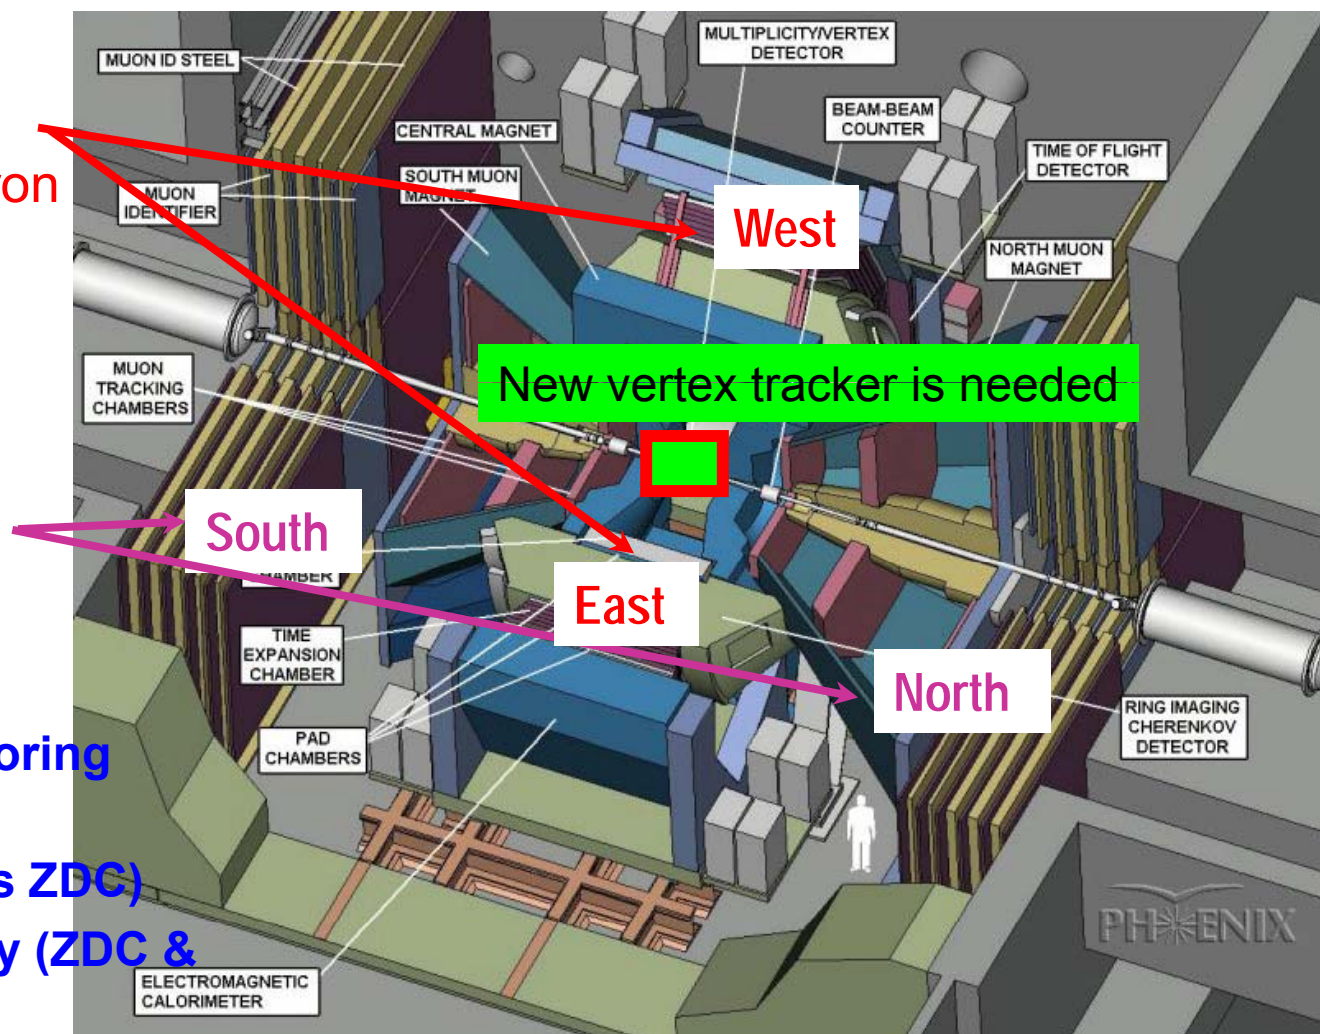 MULTIPLICITY/VERTEX
DETECTOR
MUON ID STEEL
BEAM-BEAM
COUNTER
CENTRAL MAGNET
TIME OF FLIGHT
DETECTOR
SOUTH MUON
MAGNET
on
MUON
IDENTIFIER
West
NORTH MUON
MAGNET
MUON
TRACKING
CHAMBERS
New vertex tracker is needed
South
CHAMBER
East
TIME
EXPANSION
CHAMBER
North
RING IMAGING
CHERENKOV
DETECTOR
PAD
CHAMBERS
oring
s ZDC)
y (ZDC &
PHENIX
ELECTROMAGNETIC
CALORIMETER